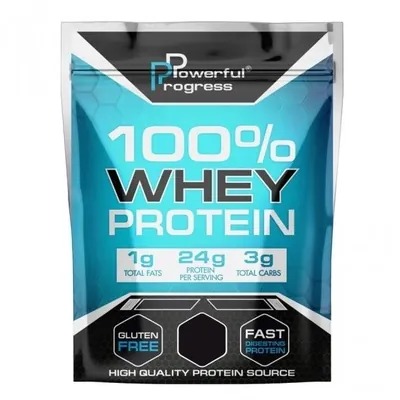 Powerful®
Progress
100%
WHEY
PROTEIN
1g 24g 3g
TOTAL FATS PROTEIN PER SERVING TOTAL CARBS
GLUTEN FREE
FAST DIGESTING PROTEIN
HIGH QUALITY PROTEIN SOURCE